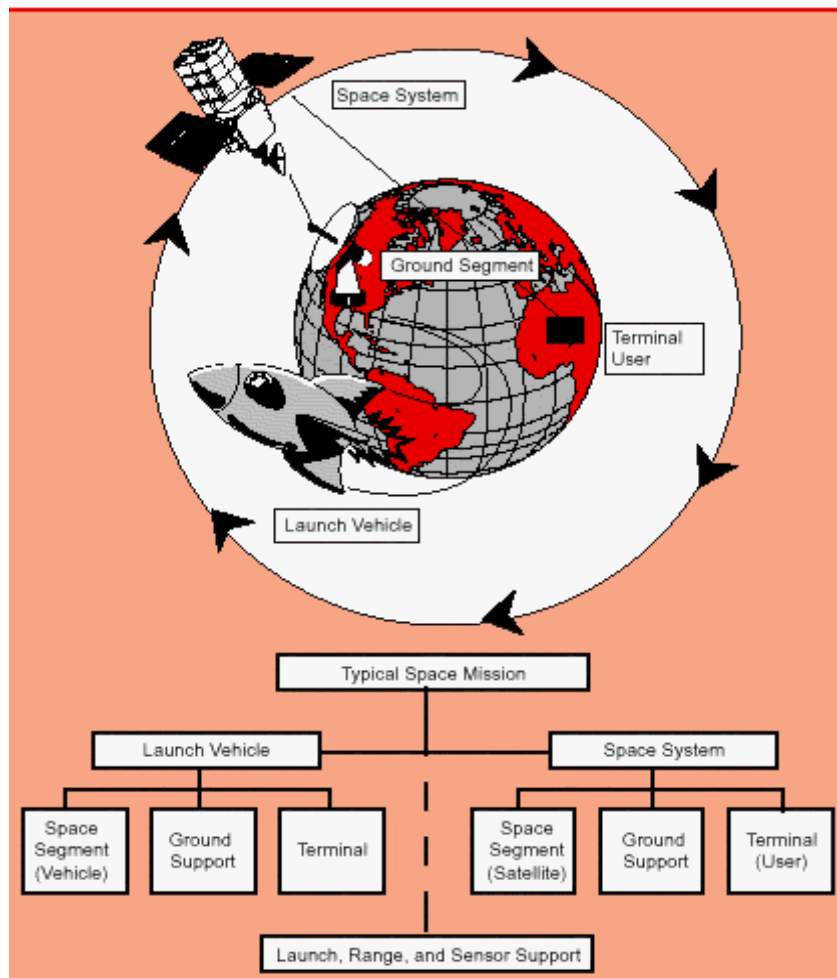 Space System
Ground Segment
Terminal
User
Launch Vehicle
Typical Space Mission
Launch Vehicle
Space System
Space
Segment
(Vehicle)
Ground
Support
Terminal
Space
Segment
(Satellite)
Ground
Support
Terminal
(User)
Launch, Range, and Sensor Support